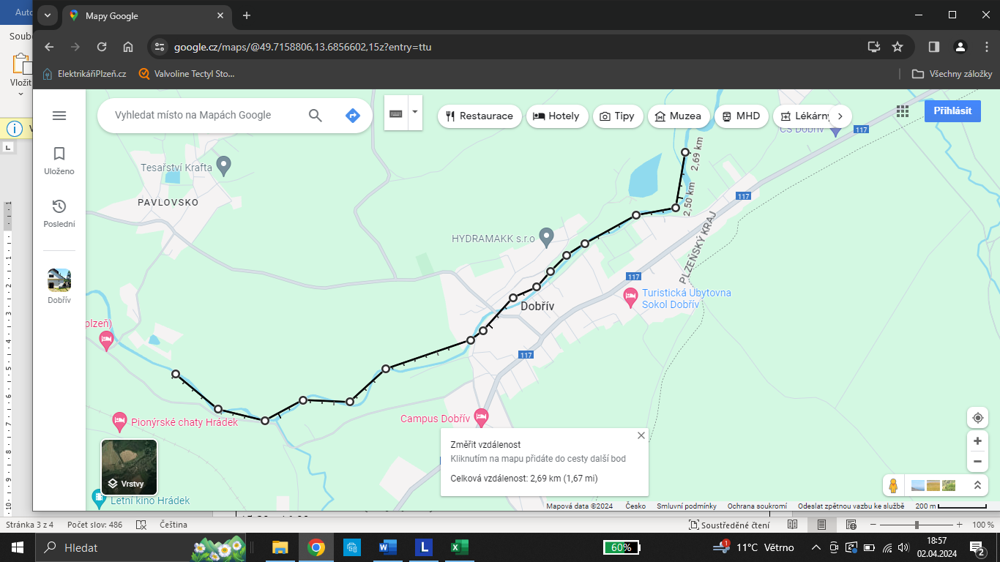 Auto
Mapy Google
Soubo
google.cz/maps/@49.7158806,13.6856602,15z?entry=ttu
ElektrikářiPlzeň.cz
Valvoline Tectyl Sto...
Všechny záložky
Vložit
Vyhledat místo na Mapách Google
Restaurace
Hotely
Tipy
Muzea
MHD
Lékárny
Přihlásit
ČS Dobřív
117
Uloženo
Tesařství Krafta
2,69 km
PAVLOVSKO
117
2,50 km
Poslední
HYDRAMAKK s.r.o
PLZEŇSKÝ KRAJ
117
Dobřív
Turistická Ubytovna
Sokol Dobřív
Dobřív
plzeň)
117
Campus Dobřív
Pionýrské chaty Hrádek
Změřit vzdálenost
Kliknutím na mapu přidáte do cesty další bod
Celková vzdálenost: 2,69 km (1,67 mi)
Vrstvy
Letní kino Hrádek
Mapová data ©2024
Česko
Smluvní podmínky
Ochrana soukromí
Odeslat zpětnou vazbu ke službě
200 m
Stránka 3 z 4
Počet slov: 486
Čeština
Soustředěné čtení
100 %
Hledat
60%
11°C Větrno
18:57
02.04.2024
2